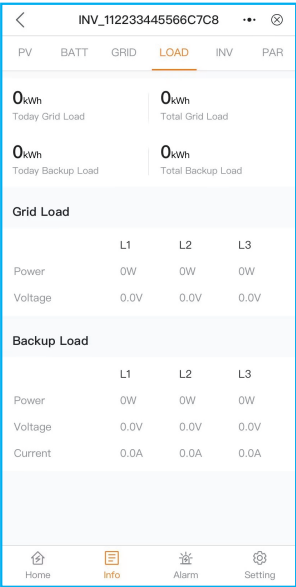 INV_112233445566C7C8
PV BATT GRID LOAD INV PAR
0kWh 0kWh
Today Grid Load Total Grid Load
0kWh 0kWh
Today Backup Load Total Backup Load
Grid Load
L1 L2 L3
Power 0W 0W 0W
Voltage 0.0V 0.0V 0.0V
Backup Load
L1 L2 L3
Power 0W 0W 0W
Voltage 0.0V 0.0V 0.0V
Current 0.0A 0.0A 0.0A
Home Info Alarm Setting